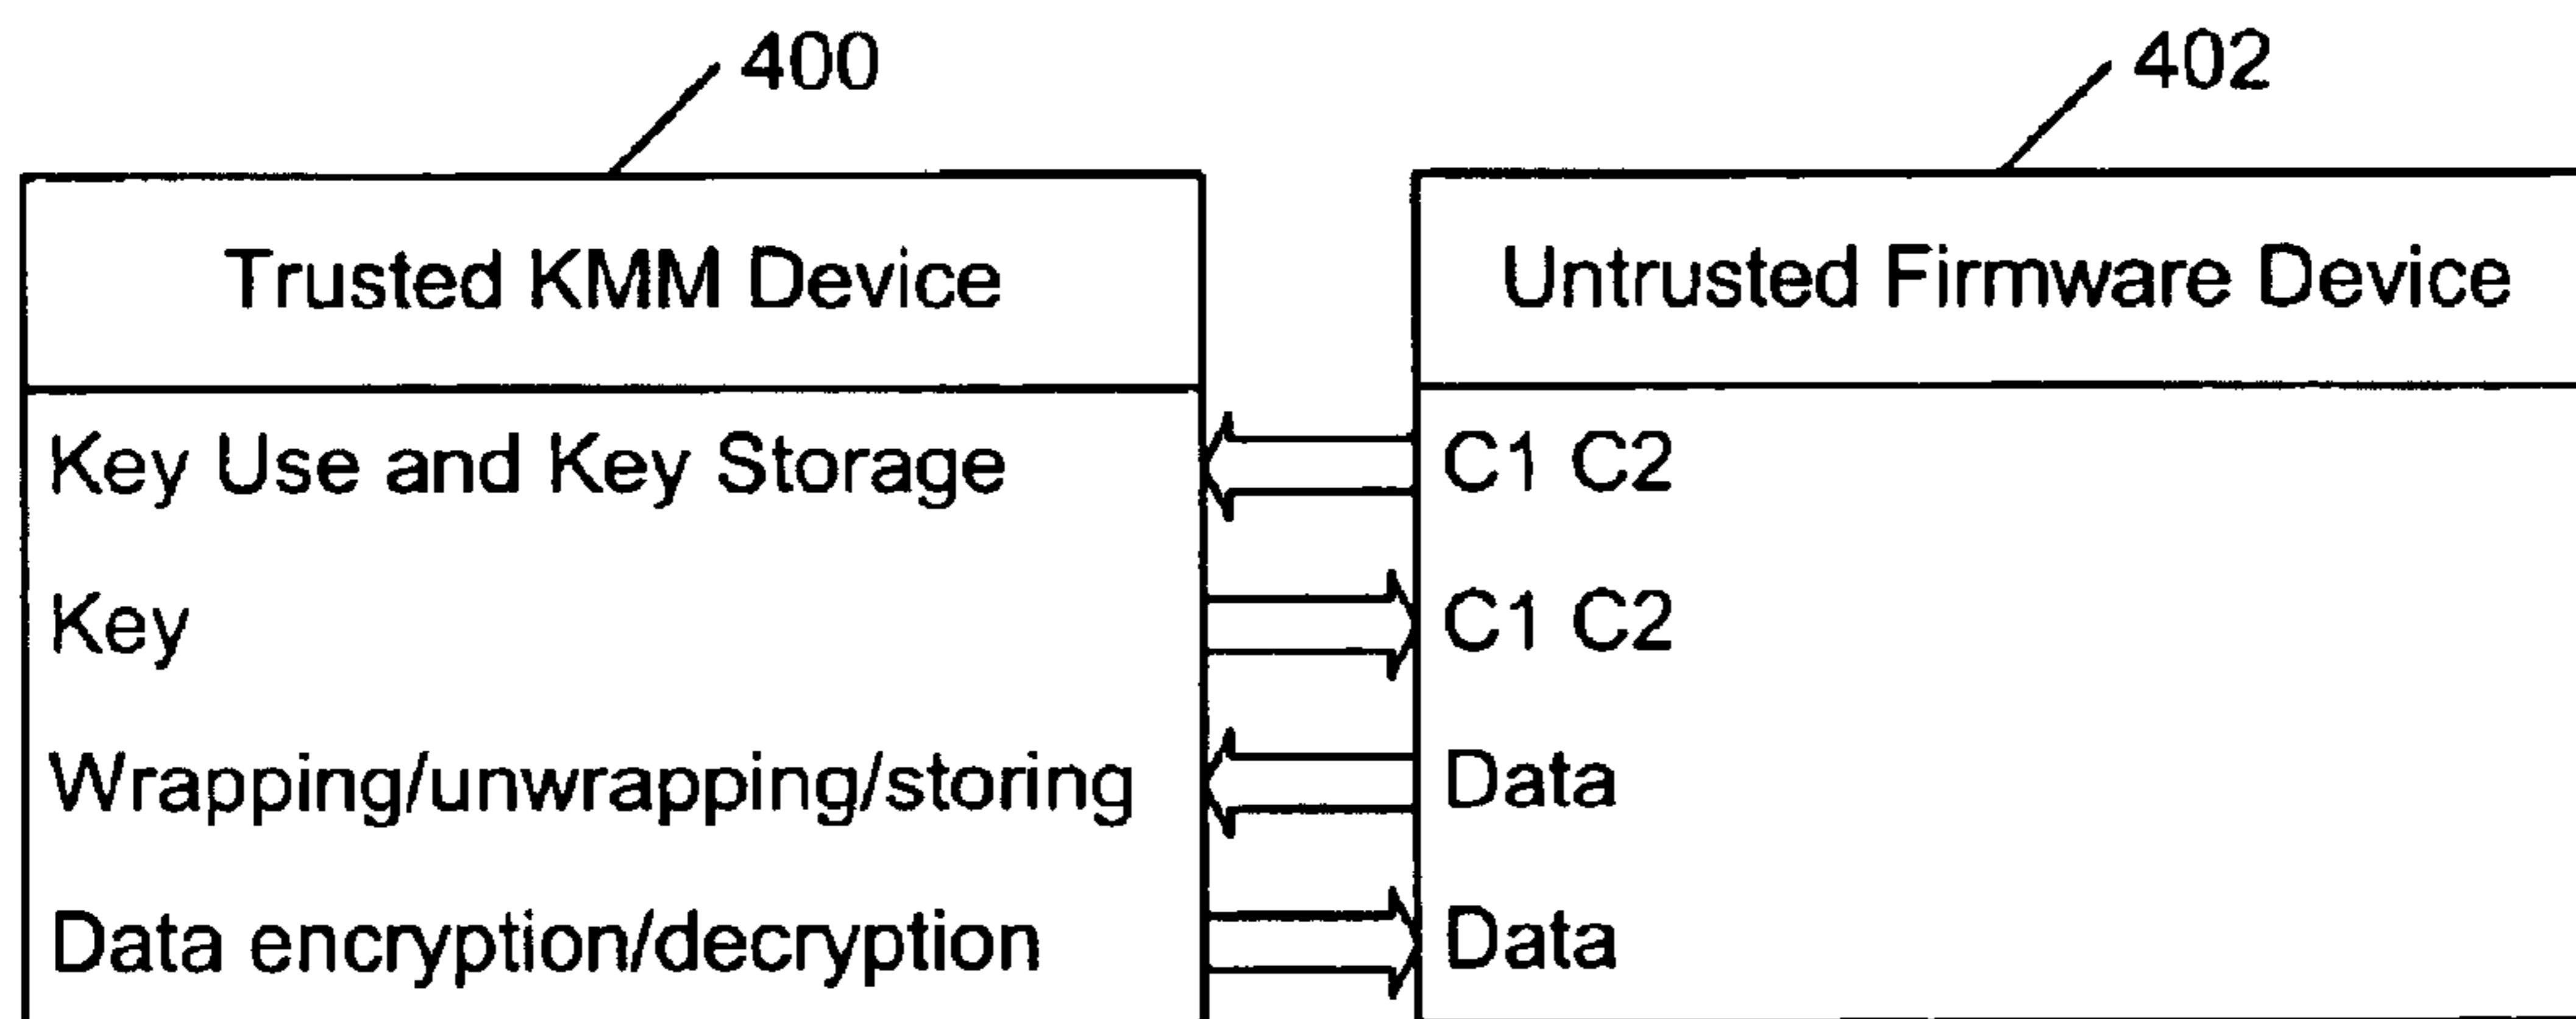 400 402
Trusted KMM Device Untrusted Firmware Device
Key Use and Key Storage C1 C2
Key C1 C2
Wrapping/unwrapping/storing Data
Data encryption/decryption Data